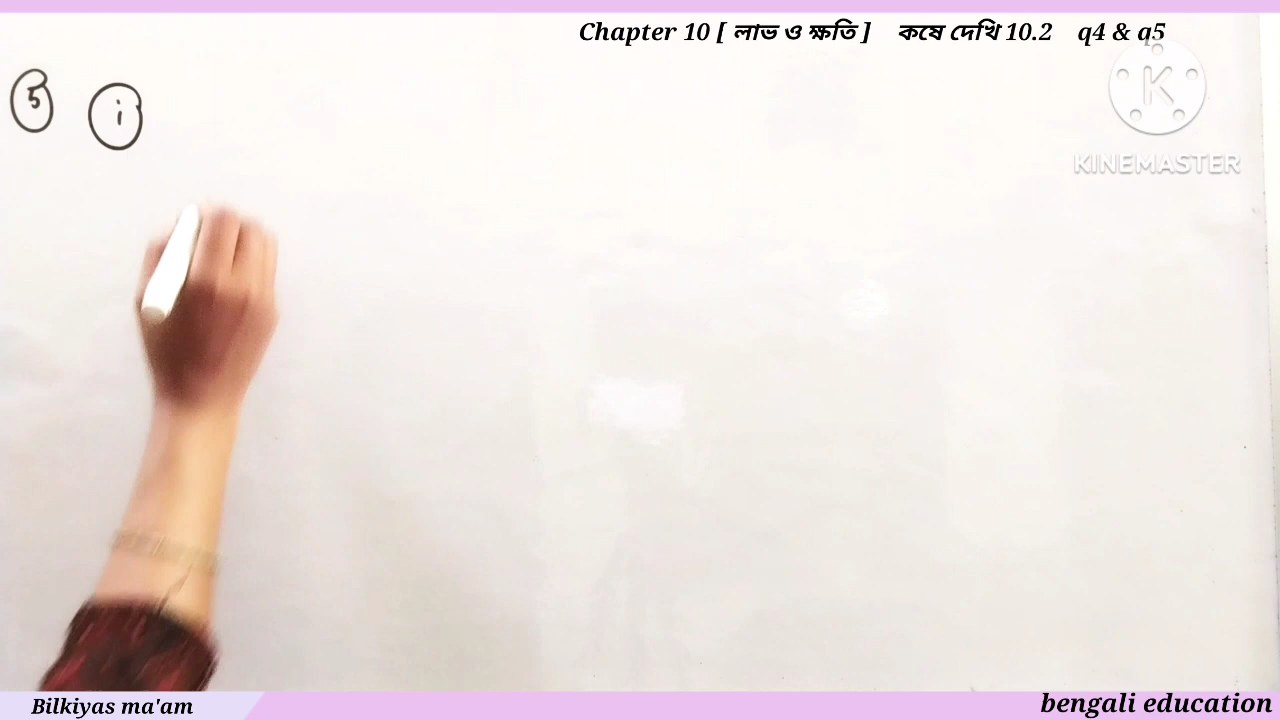 Chapter 10 [ লাভ ও ক্ষতি ] কষে দেখি 10.2 q4 & q5
K
KINEMASTER
5 i
Bilkiyas ma'am
bengali education